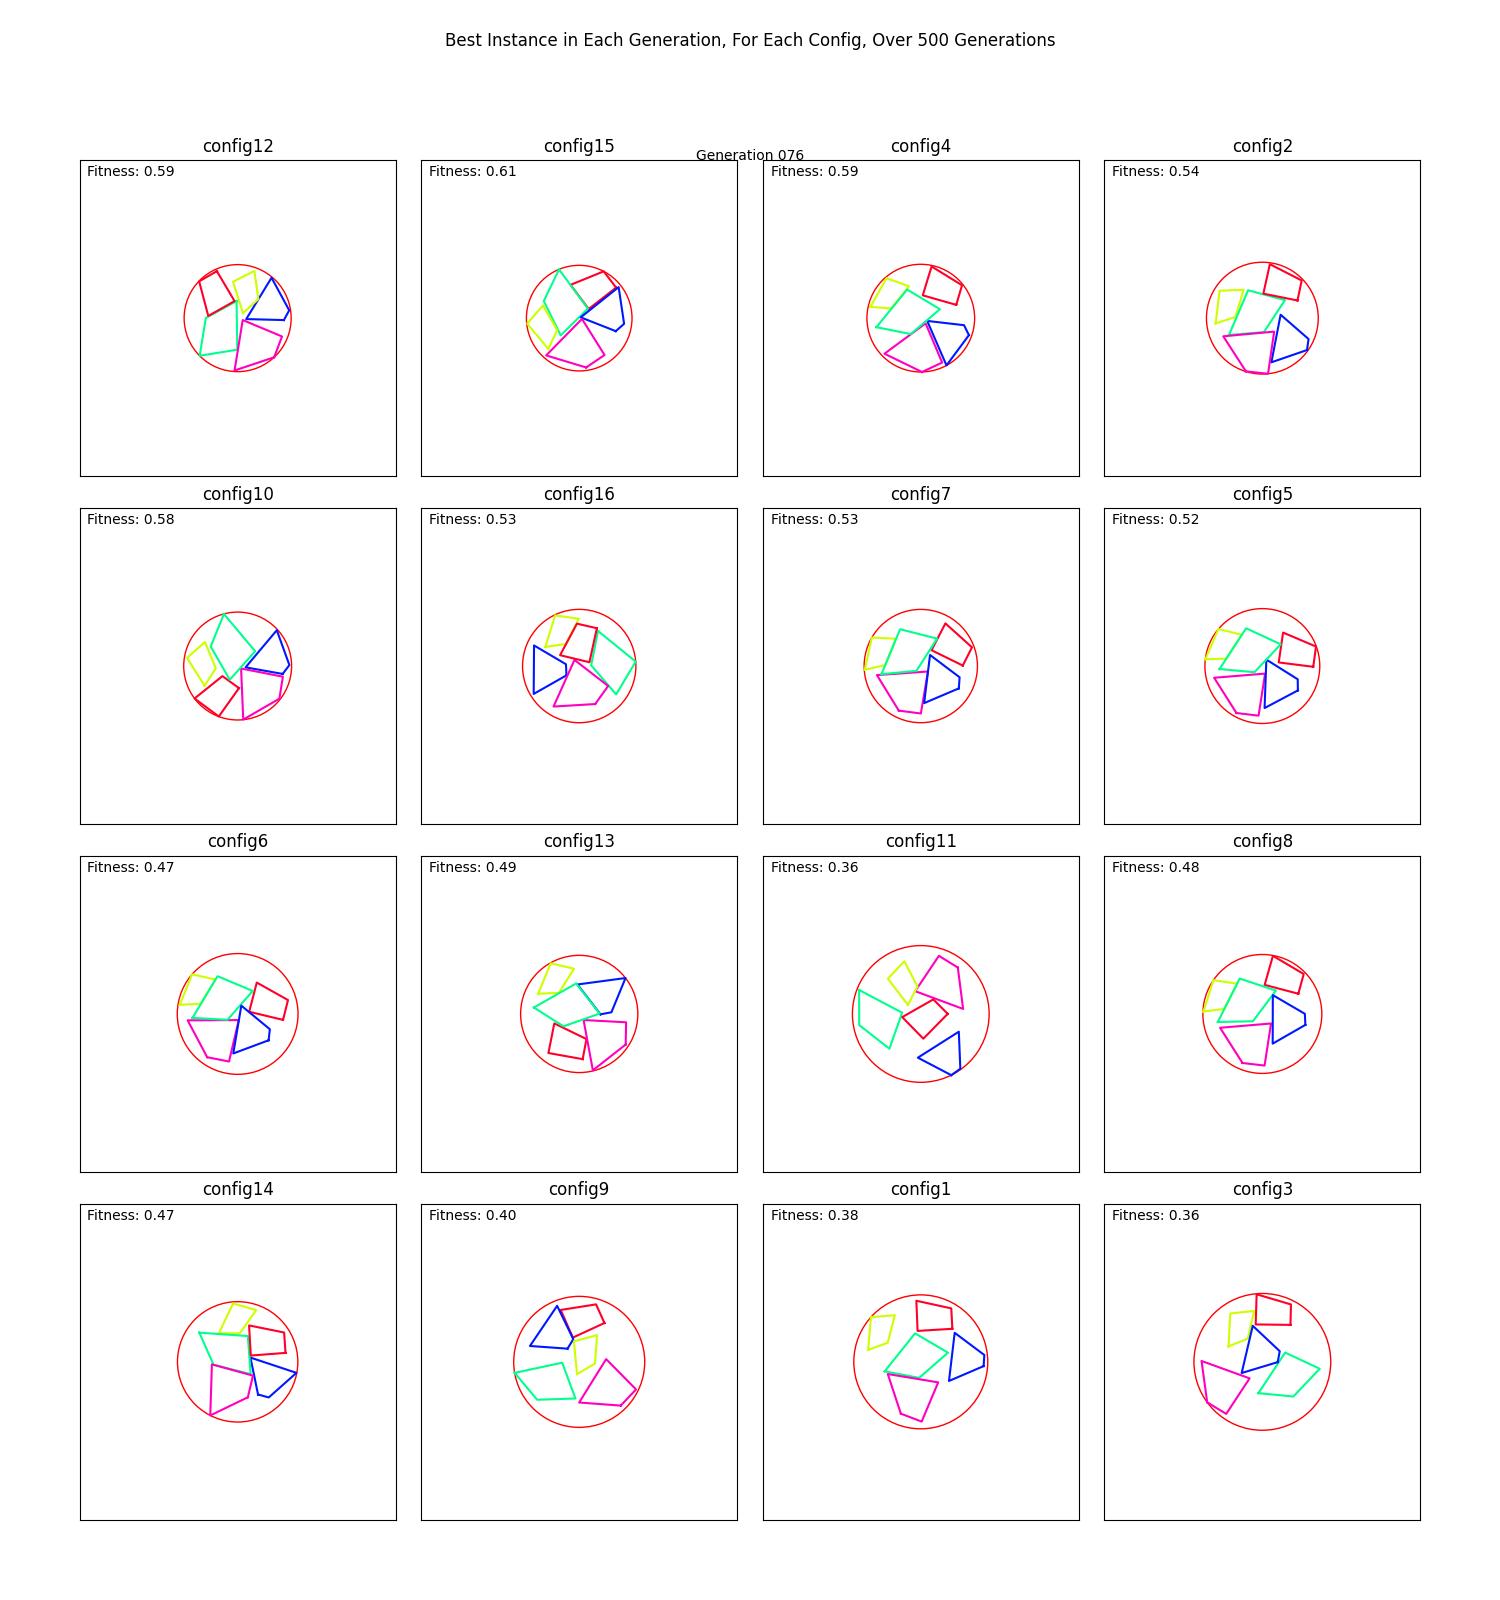 Best Instance in Each Generation, For Each Config, Over 500 Generations
Generation 076
config12
Fitness: 0.59
config15
Fitness: 0.61
config4
Fitness: 0.59
config2
Fitness: 0.54
config10
Fitness: 0.58
config16
Fitness: 0.53
config7
Fitness: 0.53
config5
Fitness: 0.52
config6
Fitness: 0.47
config13
Fitness: 0.49
config11
Fitness: 0.36
config8
Fitness: 0.48
config14
Fitness: 0.47
config9
Fitness: 0.40
config1
Fitness: 0.38
config3
Fitness: 0.36